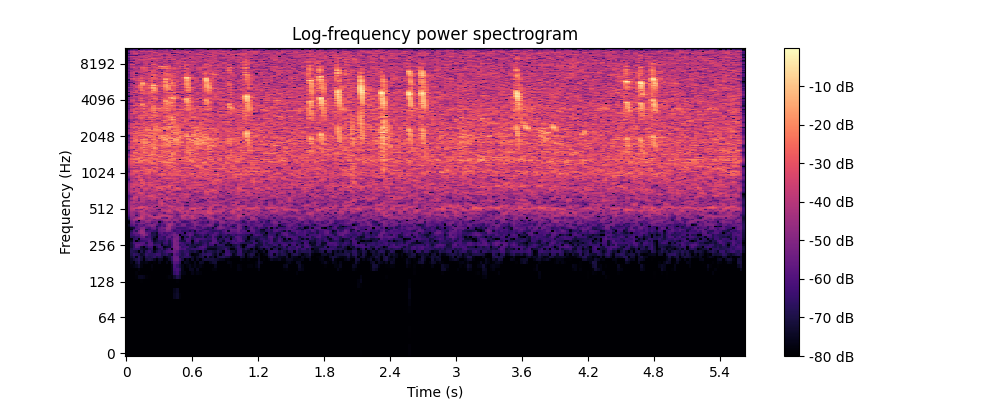 Log-frequency power spectrogram
Frequency (Hz)
8192
4096
2048
1024
512
256
128
64
0
0 0.6 1.2 1.8 2.4 3 3.6 4.2 4.8 5.4
Time (s)
-10 dB
-20 dB
-30 dB
-40 dB
-50 dB
-60 dB
-70 dB
-80 dB